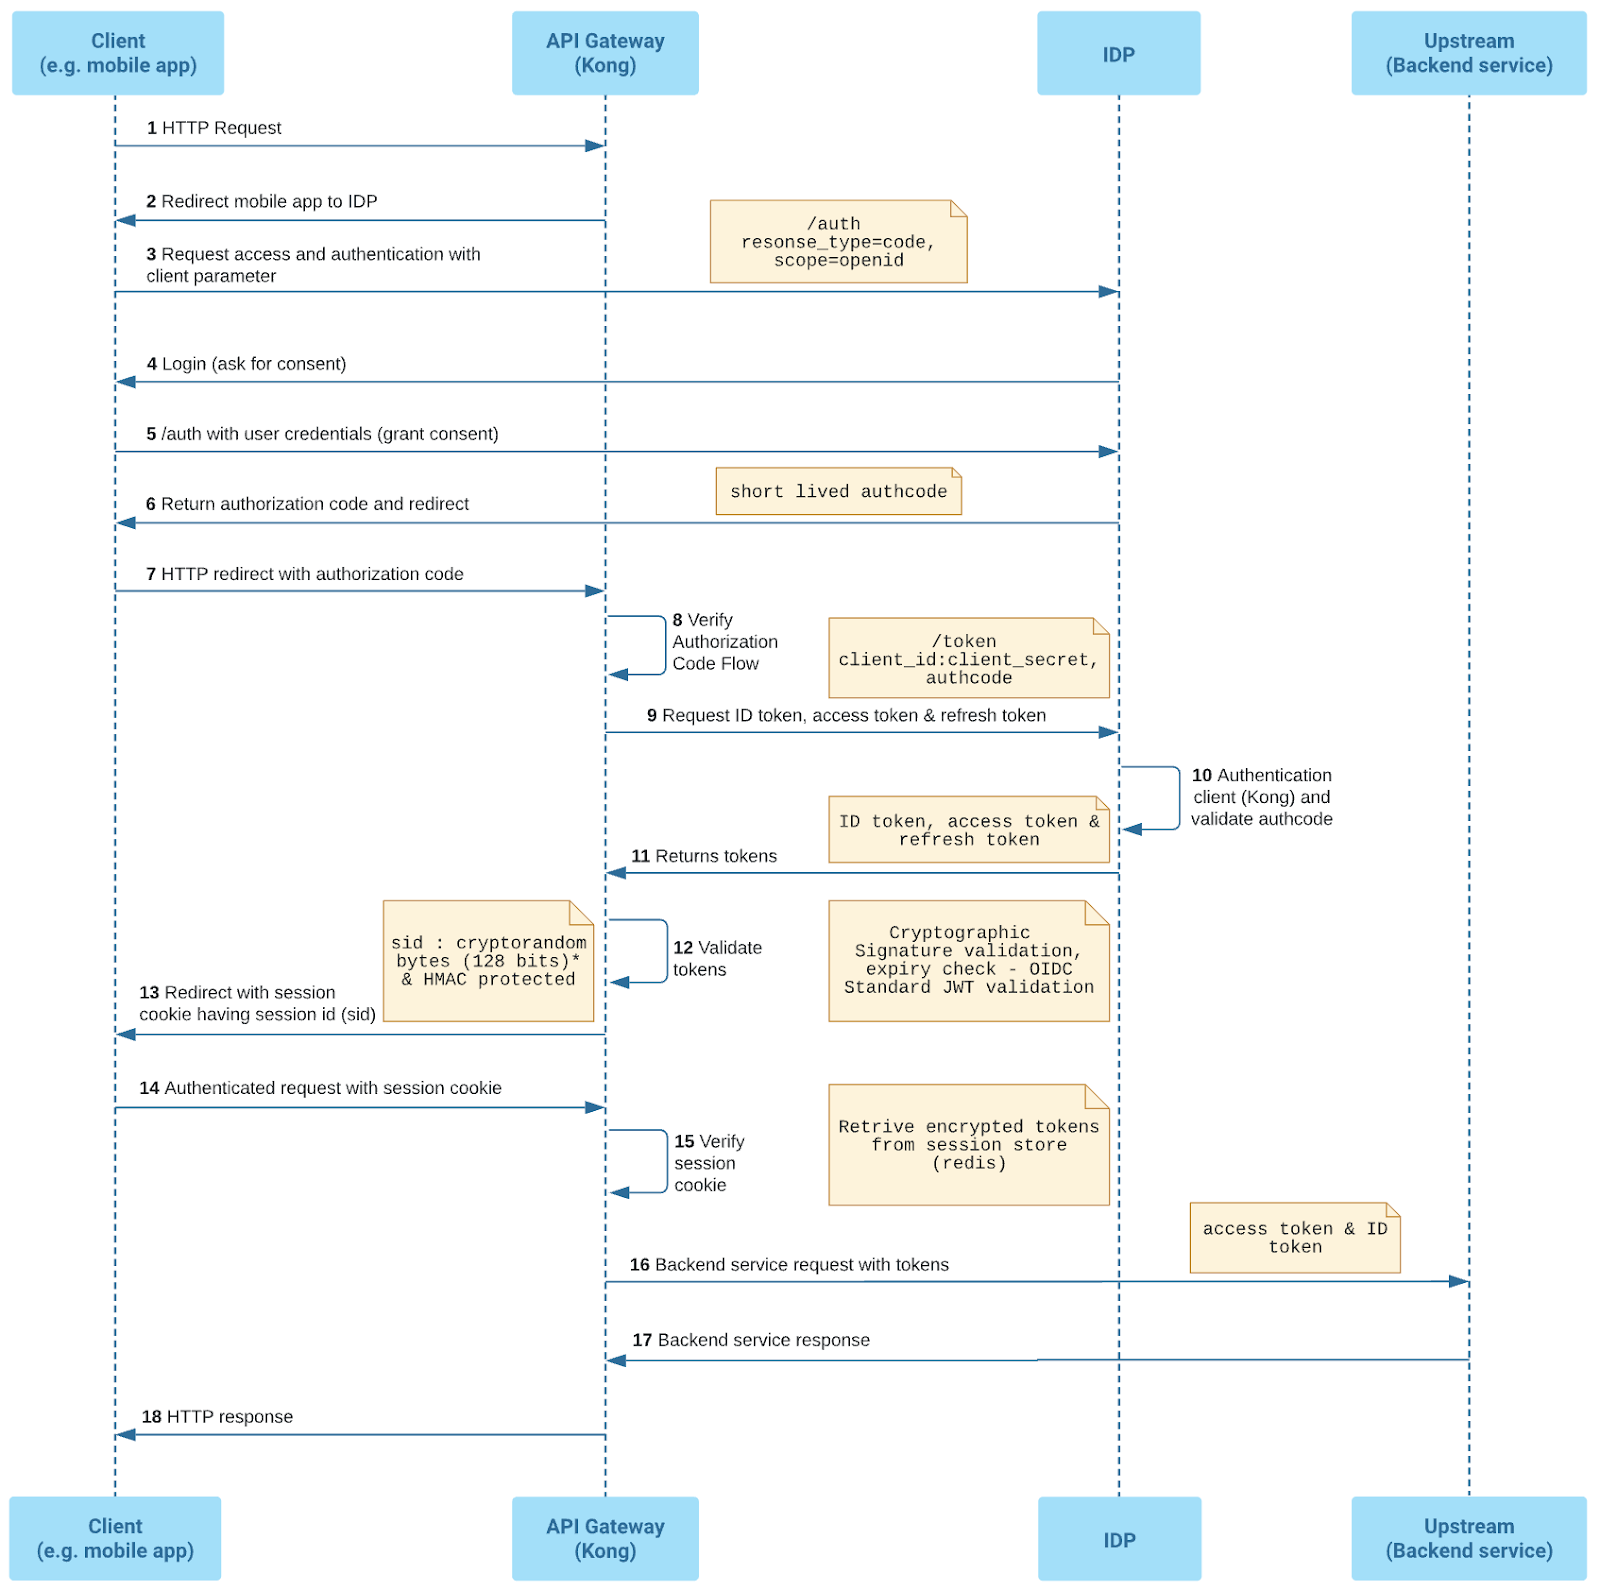 Client
(e.g. mobile app)
API Gateway
(Kong)
IDP
Upstream
(Backend service)
1 HTTP Request
2 Redirect mobile app to IDP
/auth
resonse_type=code,
scope=openid
3 Request access and authentication with
client parameter
4 Login (ask for consent)
5 /auth with user credentials (grant consent)
short lived authcode
6 Return authorization code and redirect
7 HTTP redirect with authorization code
8 Verify
Authorization
Code Flow
/token
client_id:client_secret,
authcode
9 Request ID token, access token & refresh token
10 Authentication
client (Kong) and
validate authcode
ID token, access token &
refresh token
11 Returns tokens
sid : cryptorandom
bytes (128 bits)*
& HMAC protected
12 Validate
tokens
Cryptographic
Signature validation,
expiry check - OIDC
Standard JWT validation
13 Redirect with session
cookie having session id (sid)
14 Authenticated request with session cookie
15 Verify
session
cookie
Retrive encrypted tokens
from session store
(redis)
access token & ID
token
16 Backend service request with tokens
17 Backend service response
18 HTTP response
Client
(e.g. mobile app)
API Gateway
(Kong)
IDP
Upstream
(Backend service)